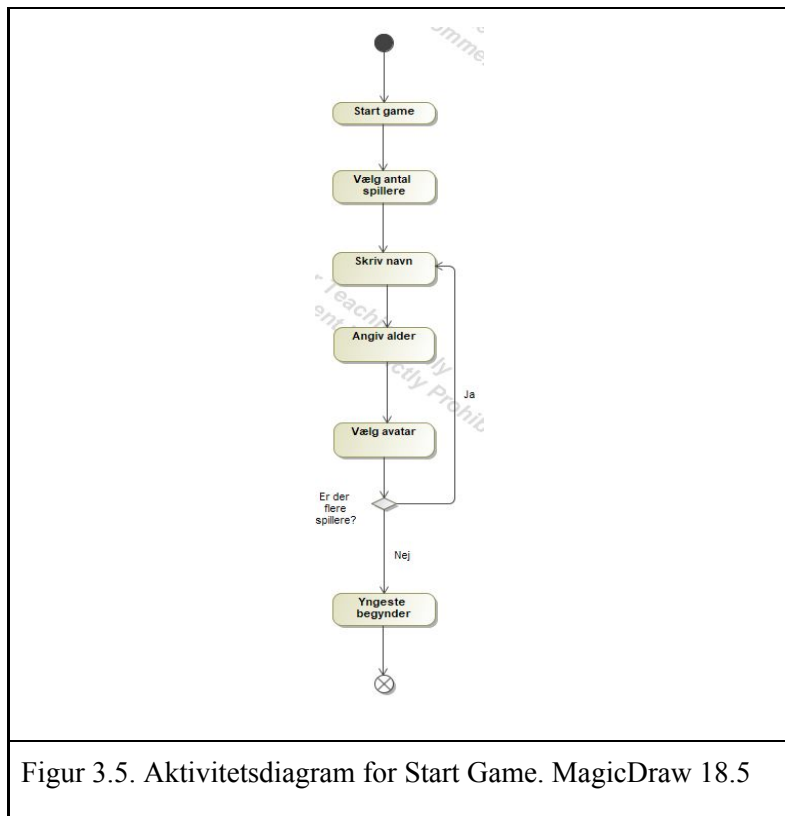 Start game
Vælg antal
spillere
Skriv navn
Angiv alder
Ja
Vælg avatar
Er der
flere
spillere?
Nej
Yngeste
begynder
Figur 3.5. Aktivitetsdiagram for Start Game. MagicDraw 18.5